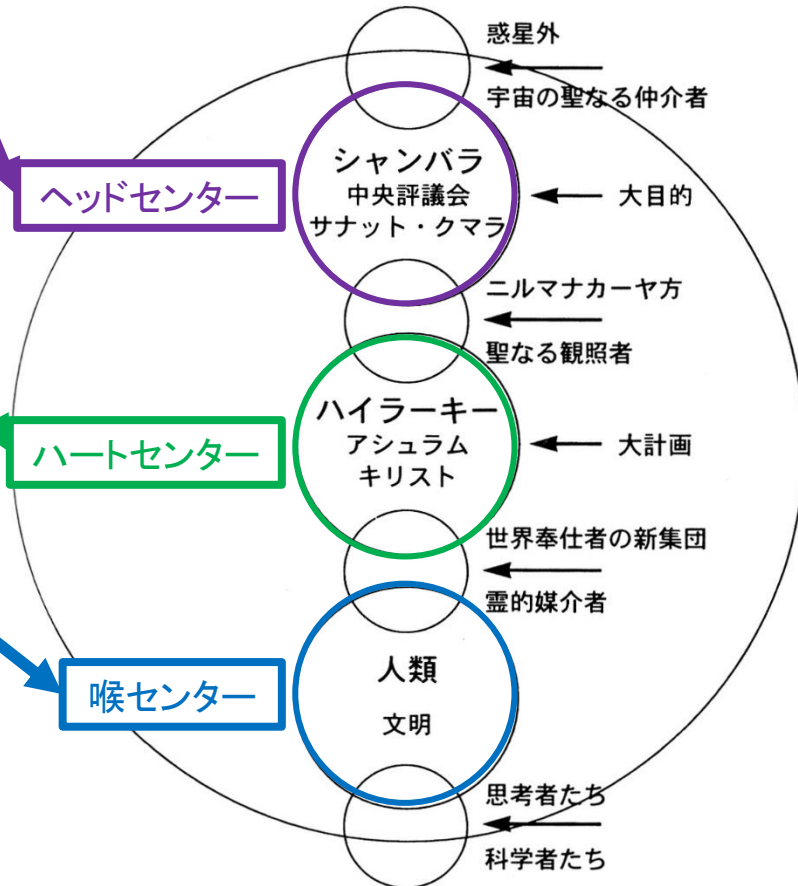 惑星外
宇宙の聖なる仲介者
ヘッドセンター
シャンバラ
中央評議会
サナット・クマラ
大目的
ニルマナカーヤ方
聖なる観照者
ハートセンター
ハイラーキー
アシュラム
キリスト
大計画
世界奉仕者の新集団
霊的媒介者
喉センター
人類
文明
思考者たち
科学者たち